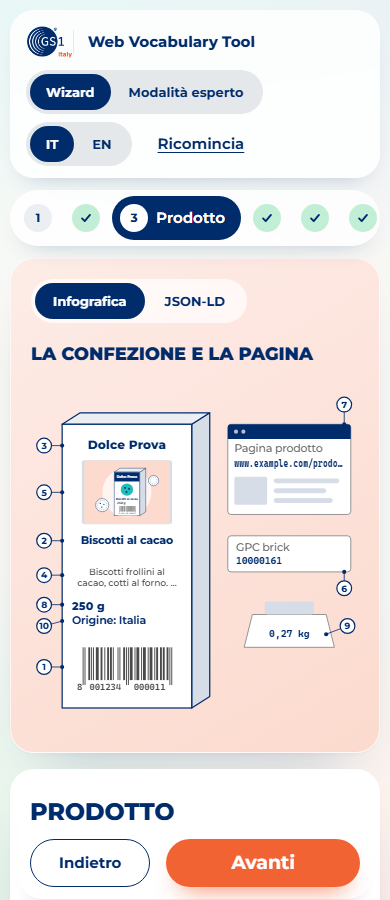 GS1
Italy
Web Vocabulary Tool
Wizard
Modalità esperto
IT
EN
Ricomincia
1
3
Prodotto
Infografica
JSON-LD
LA CONFEZIONE E LA PAGINA
7
3
Dolce Prova
Pagina prodotto
www.example.com/prodo…
5
Dolce Prova
2
Biscotti al cacao
GPC brick
10000161
4
Biscotti frollini al
cacao, cotti al forno. …
6
8
250 g
10
Origine: Italia
0,27 kg
9
1
8 001234 000011
PRODOTTO
Indietro
Avanti